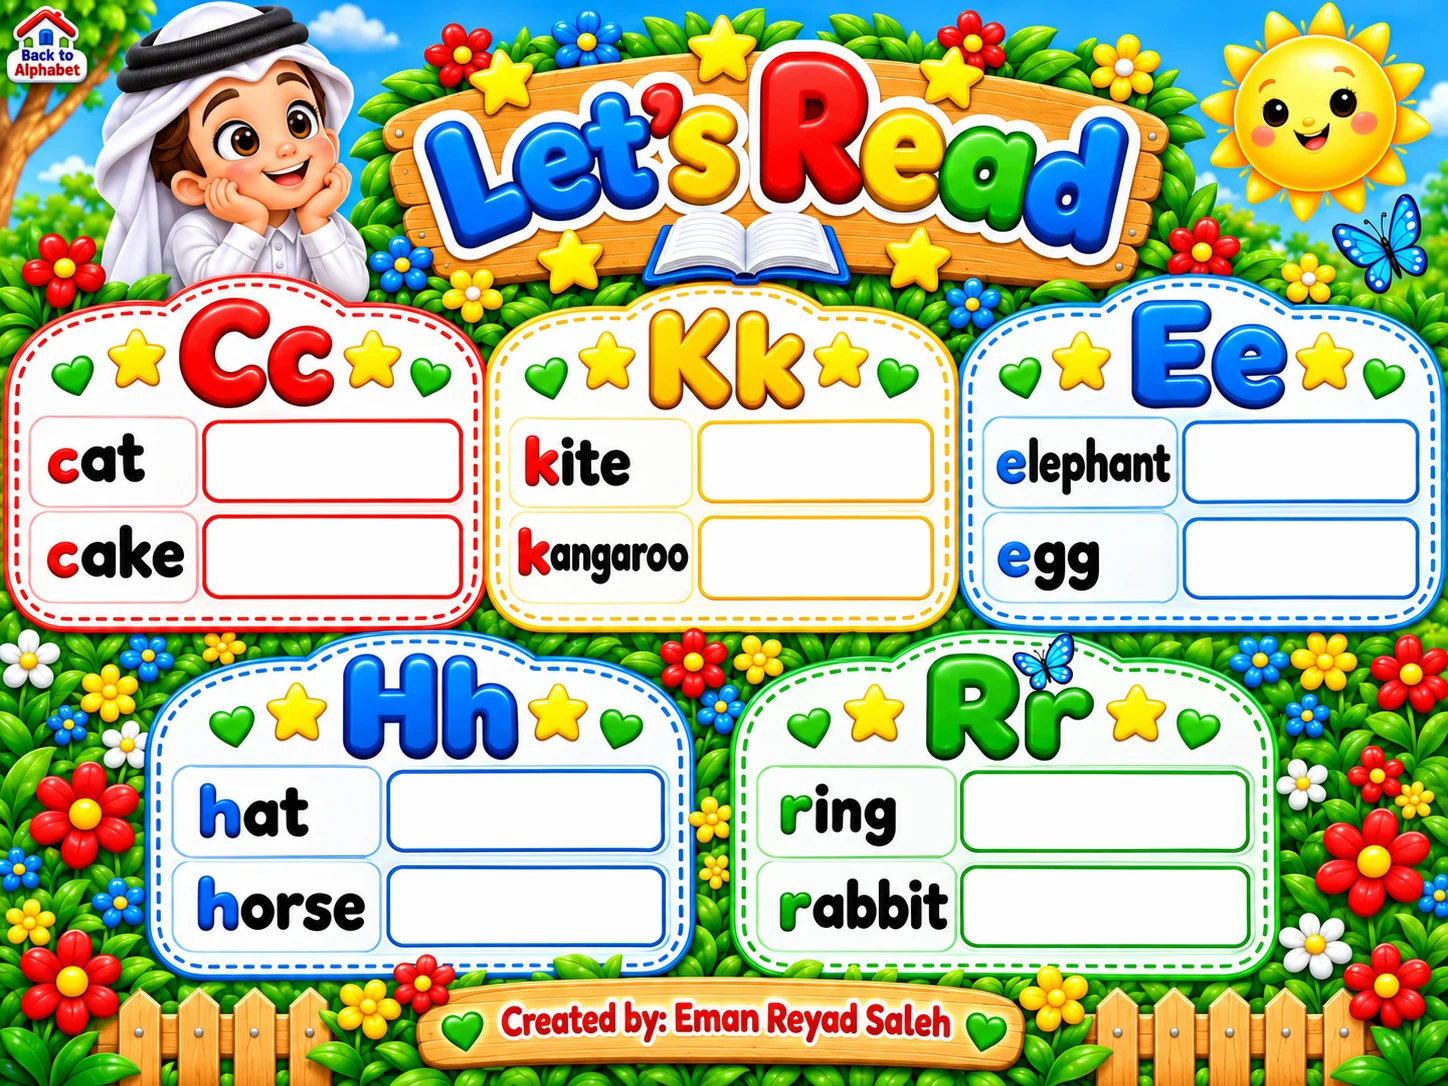 Back to
Alphabet
Let's Read
Cc
cat
cake
Kk
kite
kangaroo
Ee
elephant
egg
Hh
hat
horse
Rr
ring
rabbit
Created by: Eman Reyad Saleh